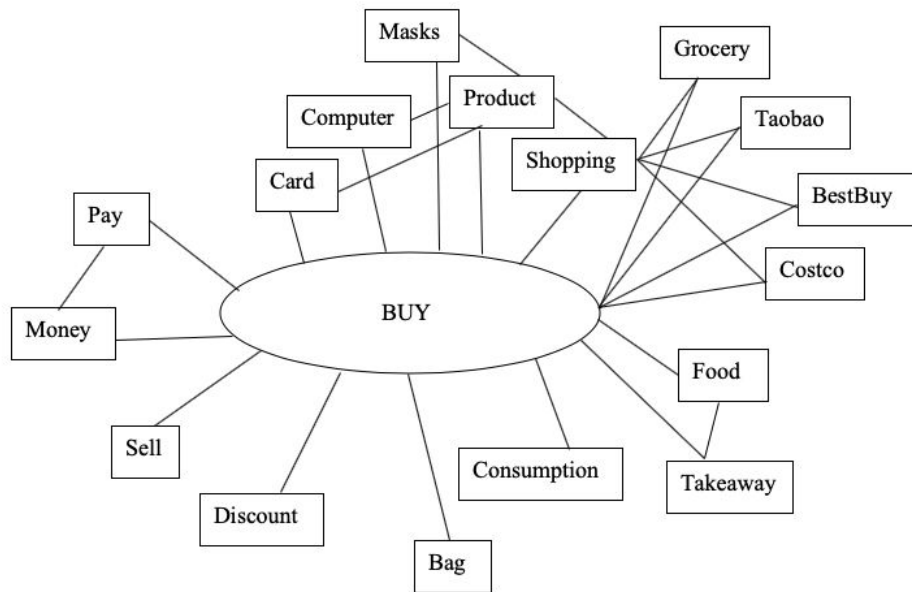 Masks
Grocery
Product
Computer
Taobao
Shopping
Card
BestBuy
Pay
Costco
BUY
Money
Food
Sell
Consumption
Takeaway
Discount
Bag